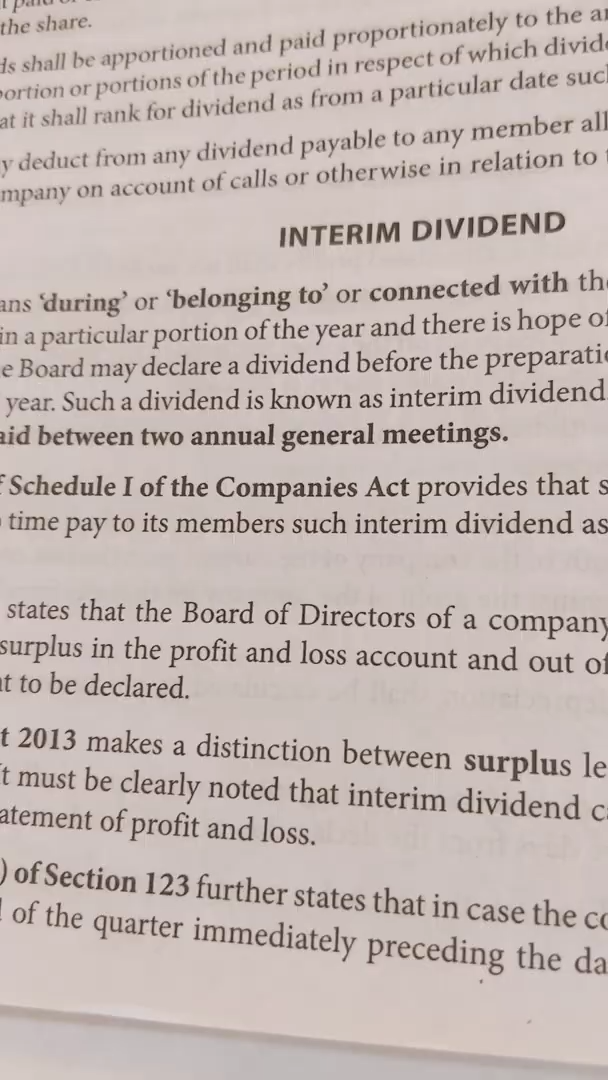 the share.
ds shall be apportioned and paid proportionately to the
portion or portions of the period in respect of which
at it shall rank for dividend as from a particular date
y deduct from any dividend payable to any member all
mpany on account of calls or otherwise in relation to
INTERIM DIVIDEND
ans 'during' or 'belonging to' or connected with
in a particular portion of the year and there is hope of
e Board may declare a dividend before the
year. Such a dividend is known as interim dividend.
aid between two annual general meetings.
Schedule I of the Companies Act provides that
time pay to its members such interim dividend as
states that the Board of Directors of a company
surplus in the profit and loss account and out of
to be declared.
t 2013 makes a distinction between surplus le
t must be clearly noted that interim dividend c
atement of profit and loss.
) of Section 123 further states that in case the co
of the quarter immediately preceding the da